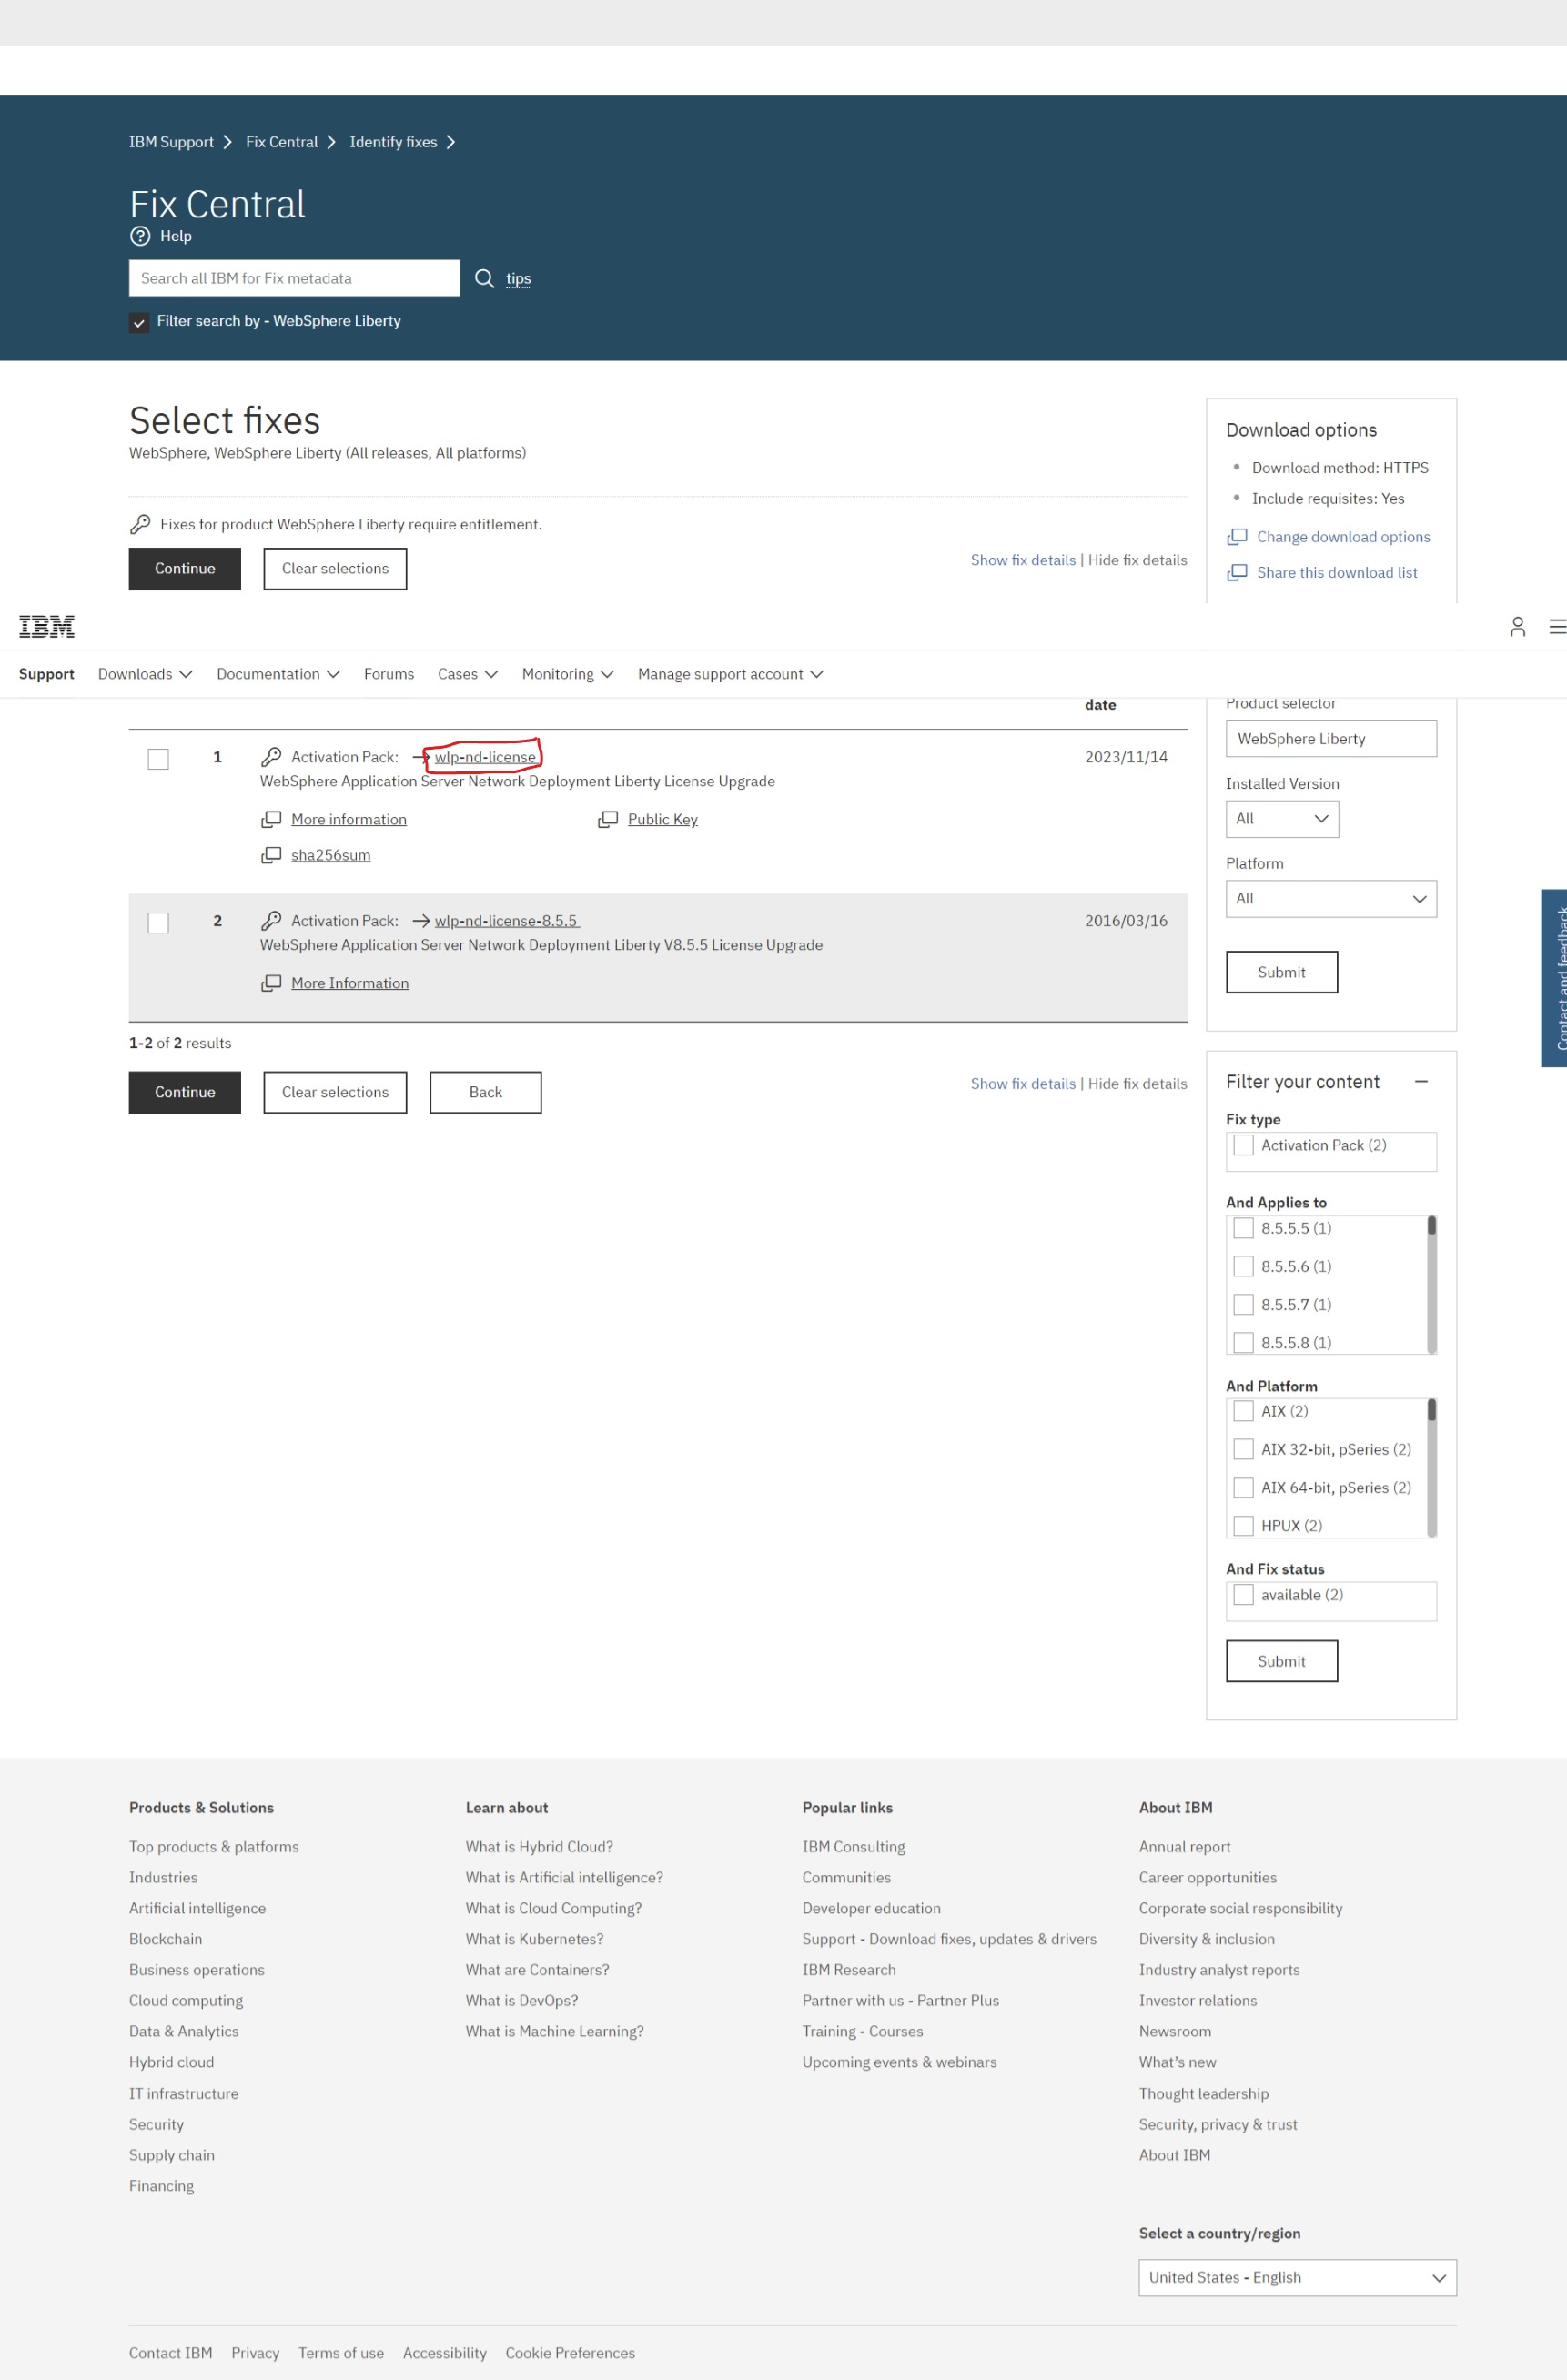 IBM Support Fix Central Identify fixes
Fix Central
Help
Search all IBM for Fix metadata tips
Filter search by - WebSphere Liberty
Select fixes
WebSphere, WebSphere Liberty (All releases, All platforms)
Fixes for product WebSphere Liberty require entitlement.
Continue Clear selections
Show fix details | Hide fix details
Download options
Download method: HTTPS
Include requisites: Yes
Change download options
Share this download list
IBM
Support Downloads Documentation Forums Cases Monitoring Manage support account
date
1 Activation Pack: wlp-nd-license 2023/11/14
WebSphere Application Server Network Deployment Liberty License Upgrade
More information Public Key
sha256sum
2 Activation Pack: wlp-nd-license-8.5.5 2016/03/16
WebSphere Application Server Network Deployment Liberty V8.5.5 License Upgrade
More Information
1-2 of 2 results
Continue Clear selections Back
Show fix details | Hide fix details
Product selector
WebSphere Liberty
Installed Version
All
Platform
All
Submit
Contact and feedback
Filter your content
Fix type
Activation Pack (2)
And Applies to
8.5.5.5 (1)
8.5.5.6 (1)
8.5.5.7 (1)
8.5.5.8 (1)
And Platform
AIX (2)
AIX 32-bit, pSeries (2)
AIX 64-bit, pSeries (2)
HPUX (2)
And Fix status
available (2)
Submit
Products & Solutions
Top products & platforms
Industries
Artificial intelligence
Blockchain
Business operations
Cloud computing
Data & Analytics
Hybrid cloud
IT infrastructure
Security
Supply chain
Financing
Learn about
What is Hybrid Cloud?
What is Artificial intelligence?
What is Cloud Computing?
What is Kubernetes?
What are Containers?
What is DevOps?
What is Machine Learning?
Popular links
IBM Consulting
Communities
Developer education
Support - Download fixes, updates & drivers
IBM Research
Partner with us - Partner Plus
Training - Courses
Upcoming events & webinars
About IBM
Annual report
Career opportunities
Corporate social responsibility
Diversity & inclusion
Industry analyst reports
Investor relations
Newsroom
What's new
Thought leadership
Security, privacy & trust
About IBM
Select a country/region
United States - English
Contact IBM Privacy Terms of use Accessibility Cookie Preferences